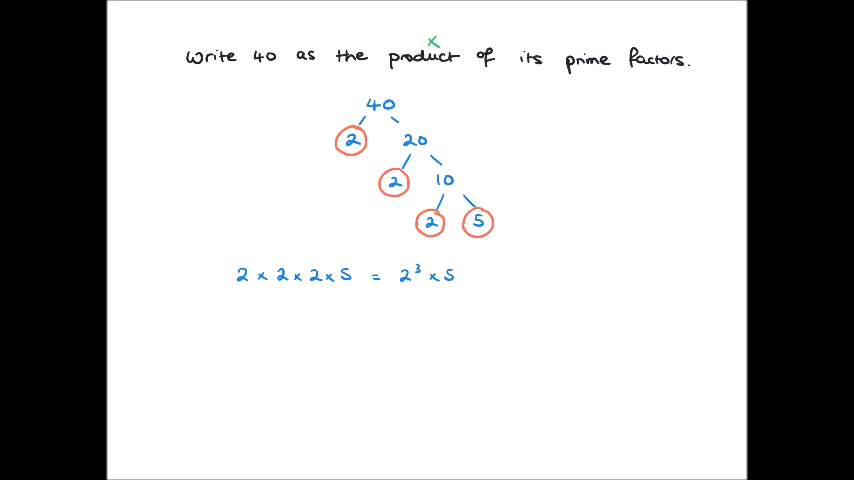 ×
Write 40 as the product of its prime factors.
40
2 20
2 10
2 5
2 × 2 × 2 × 5 = 2³ × 5